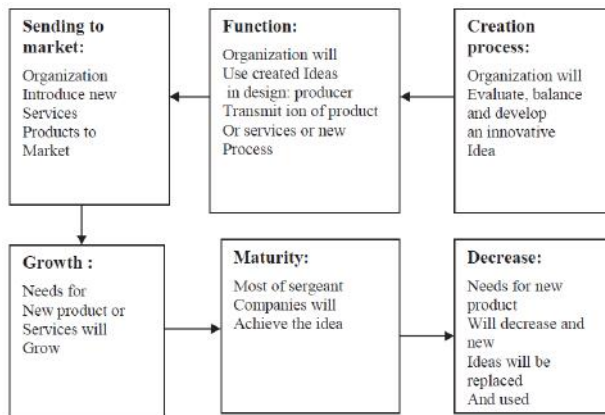 Sending to
market:
Organization
Introduce new
Services
Products to
Market
Function:
Organization will
Use created Ideas
in design: producer
Transmit ion of product
Or services or new
Process
Creation
process:
Organization will
Evaluate, balance
and develop
an innovative
Idea
Growth :
Needs for
New product or
Services will
Grow
Maturity:
Most of sergeant
Companies will
Achieve the idea
Decrease:
Needs for new
product
Will decrease and
new
Ideas will be
replaced
And used